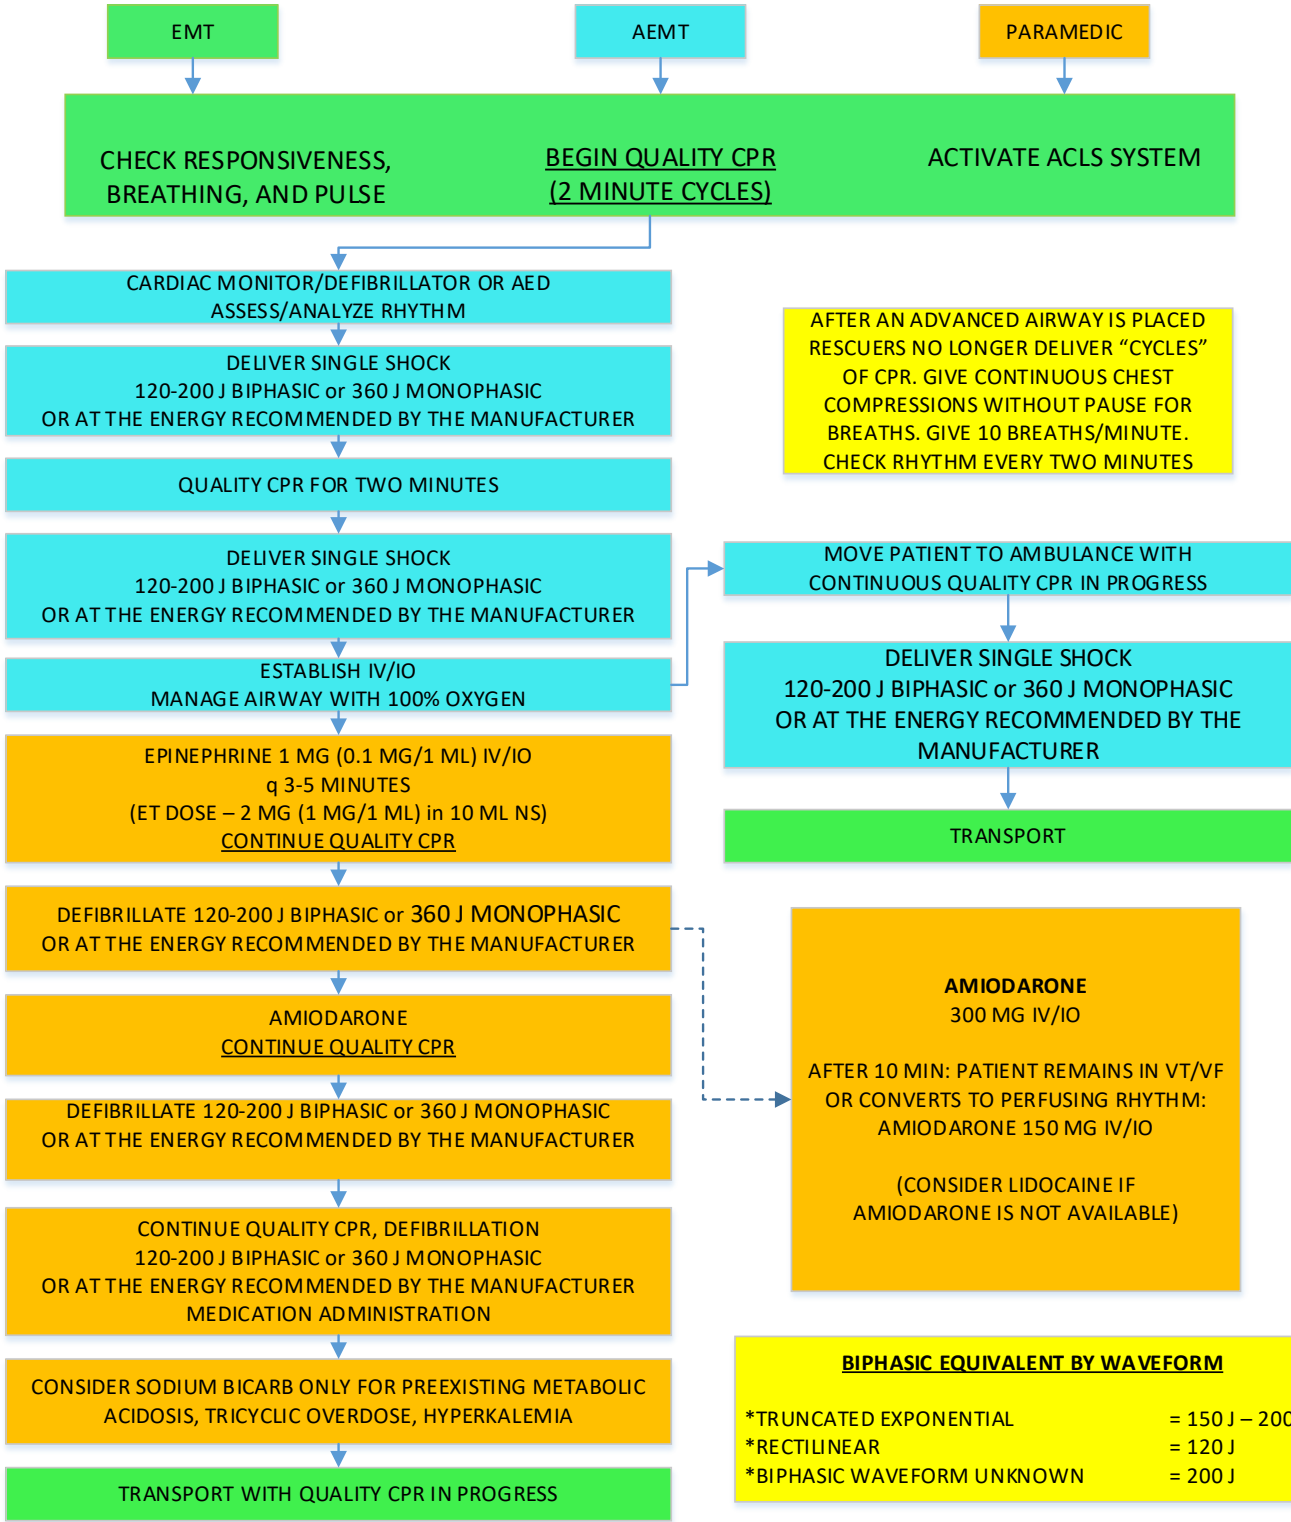 EMT
AEMT
PARAMEDIC
CHECK RESPONSIVENESS,
BREATHING, AND PULSE
BEGIN QUALITY CPR
(2 MINUTE CYCLES)
ACTIVATE ACLS SYSTEM
CARDIAC MONITOR/DEFIBRILLATOR OR AED
ASSESS/ANALYZE RHYTHM
DELIVER SINGLE SHOCK
120-200 J BIPHASIC or 360 J MONOPHASIC
OR AT THE ENERGY RECOMMENDED BY THE MANUFACTURER
QUALITY CPR FOR TWO MINUTES
DELIVER SINGLE SHOCK
120-200 J BIPHASIC or 360 J MONOPHASIC
OR AT THE ENERGY RECOMMENDED BY THE MANUFACTURER
ESTABLISH IV/IO
MANAGE AIRWAY WITH 100% OXYGEN
EPINEPHRINE 1 MG (0.1 MG/1 ML) IV/IO
q 3-5 MINUTES
(ET DOSE – 2 MG (1 MG/1 ML) in 10 ML NS)
CONTINUE QUALITY CPR
DEFIBRILLATE 120-200 J BIPHASIC or 360 J MONOPHASIC
OR AT THE ENERGY RECOMMENDED BY THE MANUFACTURER
AMIODARONE
CONTINUE QUALITY CPR
DEFIBRILLATE 120-200 J BIPHASIC or 360 J MONOPHASIC
OR AT THE ENERGY RECOMMENDED BY THE MANUFACTURER
CONTINUE QUALITY CPR, DEFIBRILLATION
120-200 J BIPHASIC or 360 J MONOPHASIC
OR AT THE ENERGY RECOMMENDED BY THE MANUFACTURER
MEDICATION ADMINISTRATION
CONSIDER SODIUM BICARB ONLY FOR PREEXISTING METABOLIC
ACIDOSIS, TRICYCLIC OVERDOSE, HYPERKALEMIA
TRANSPORT WITH QUALITY CPR IN PROGRESS
AFTER AN ADVANCED AIRWAY IS PLACED
RESCUERS NO LONGER DELIVER “CYCLES”
OF CPR. GIVE CONTINUOUS CHEST
COMPRESSIONS WITHOUT PAUSE FOR
BREATHS. GIVE 10 BREATHS/MINUTE.
CHECK RHYTHM EVERY TWO MINUTES
MOVE PATIENT TO AMBULANCE WITH
CONTINUOUS QUALITY CPR IN PROGRESS
DELIVER SINGLE SHOCK
120-200 J BIPHASIC or 360 J MONOPHASIC
OR AT THE ENERGY RECOMMENDED BY THE
MANUFACTURER
TRANSPORT
AMIODARONE
300 MG IV/IO
AFTER 10 MIN: PATIENT REMAINS IN VT/VF
OR CONVERTS TO PERFUSING RHYTHM:
AMIODARONE 150 MG IV/IO
(CONSIDER LIDOCAINE IF
AMIODARONE IS NOT AVAILABLE)
BIPHASIC EQUIVALENT BY WAVEFORM
*TRUNCATED EXPONENTIAL = 150 J – 200
*RECTILINEAR = 120 J
*BIPHASIC WAVEFORM UNKNOWN = 200 J